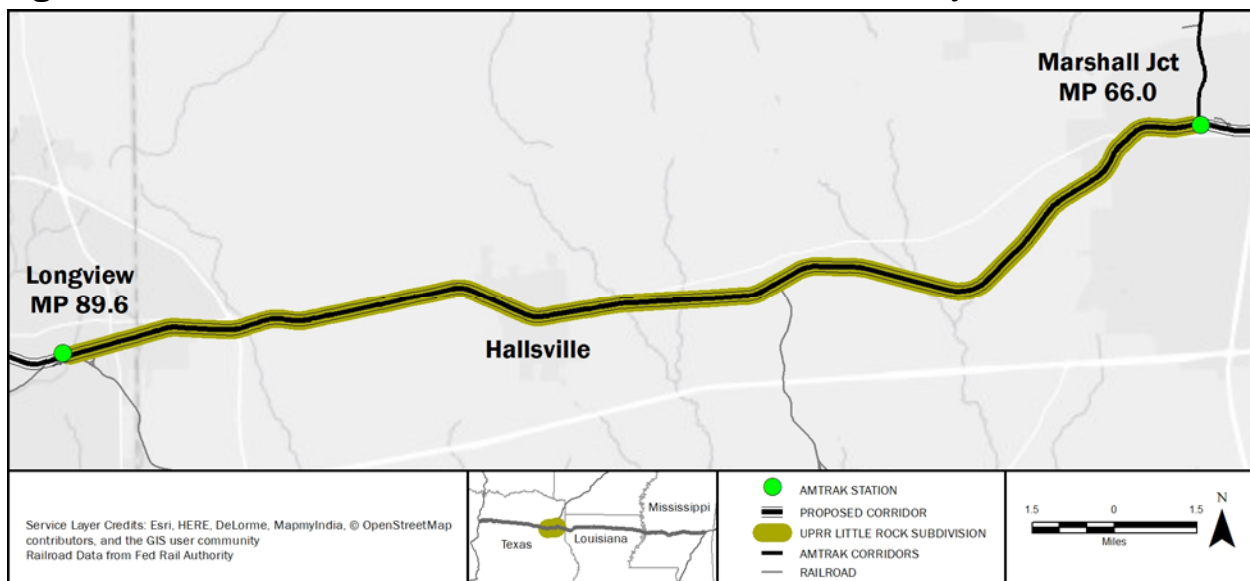 Marshall Jct
MP 66.0
Longview
MP 89.6
Hallsville
Service Layer Credits: Esri, HERE, DeLorme, MapmyIndia, © OpenStreetMap
contributors, and the GIS user community
Railroad Data from Fed Rail Authority
Mississippi
Texas
Louisiana
AMTRAK STATION
PROPOSED CORRIDOR
UPRR LITTLE ROCK SUBDIVISION
AMTRAK CORRIDORS
RAILROAD
1.5 0 1.5
Miles
N